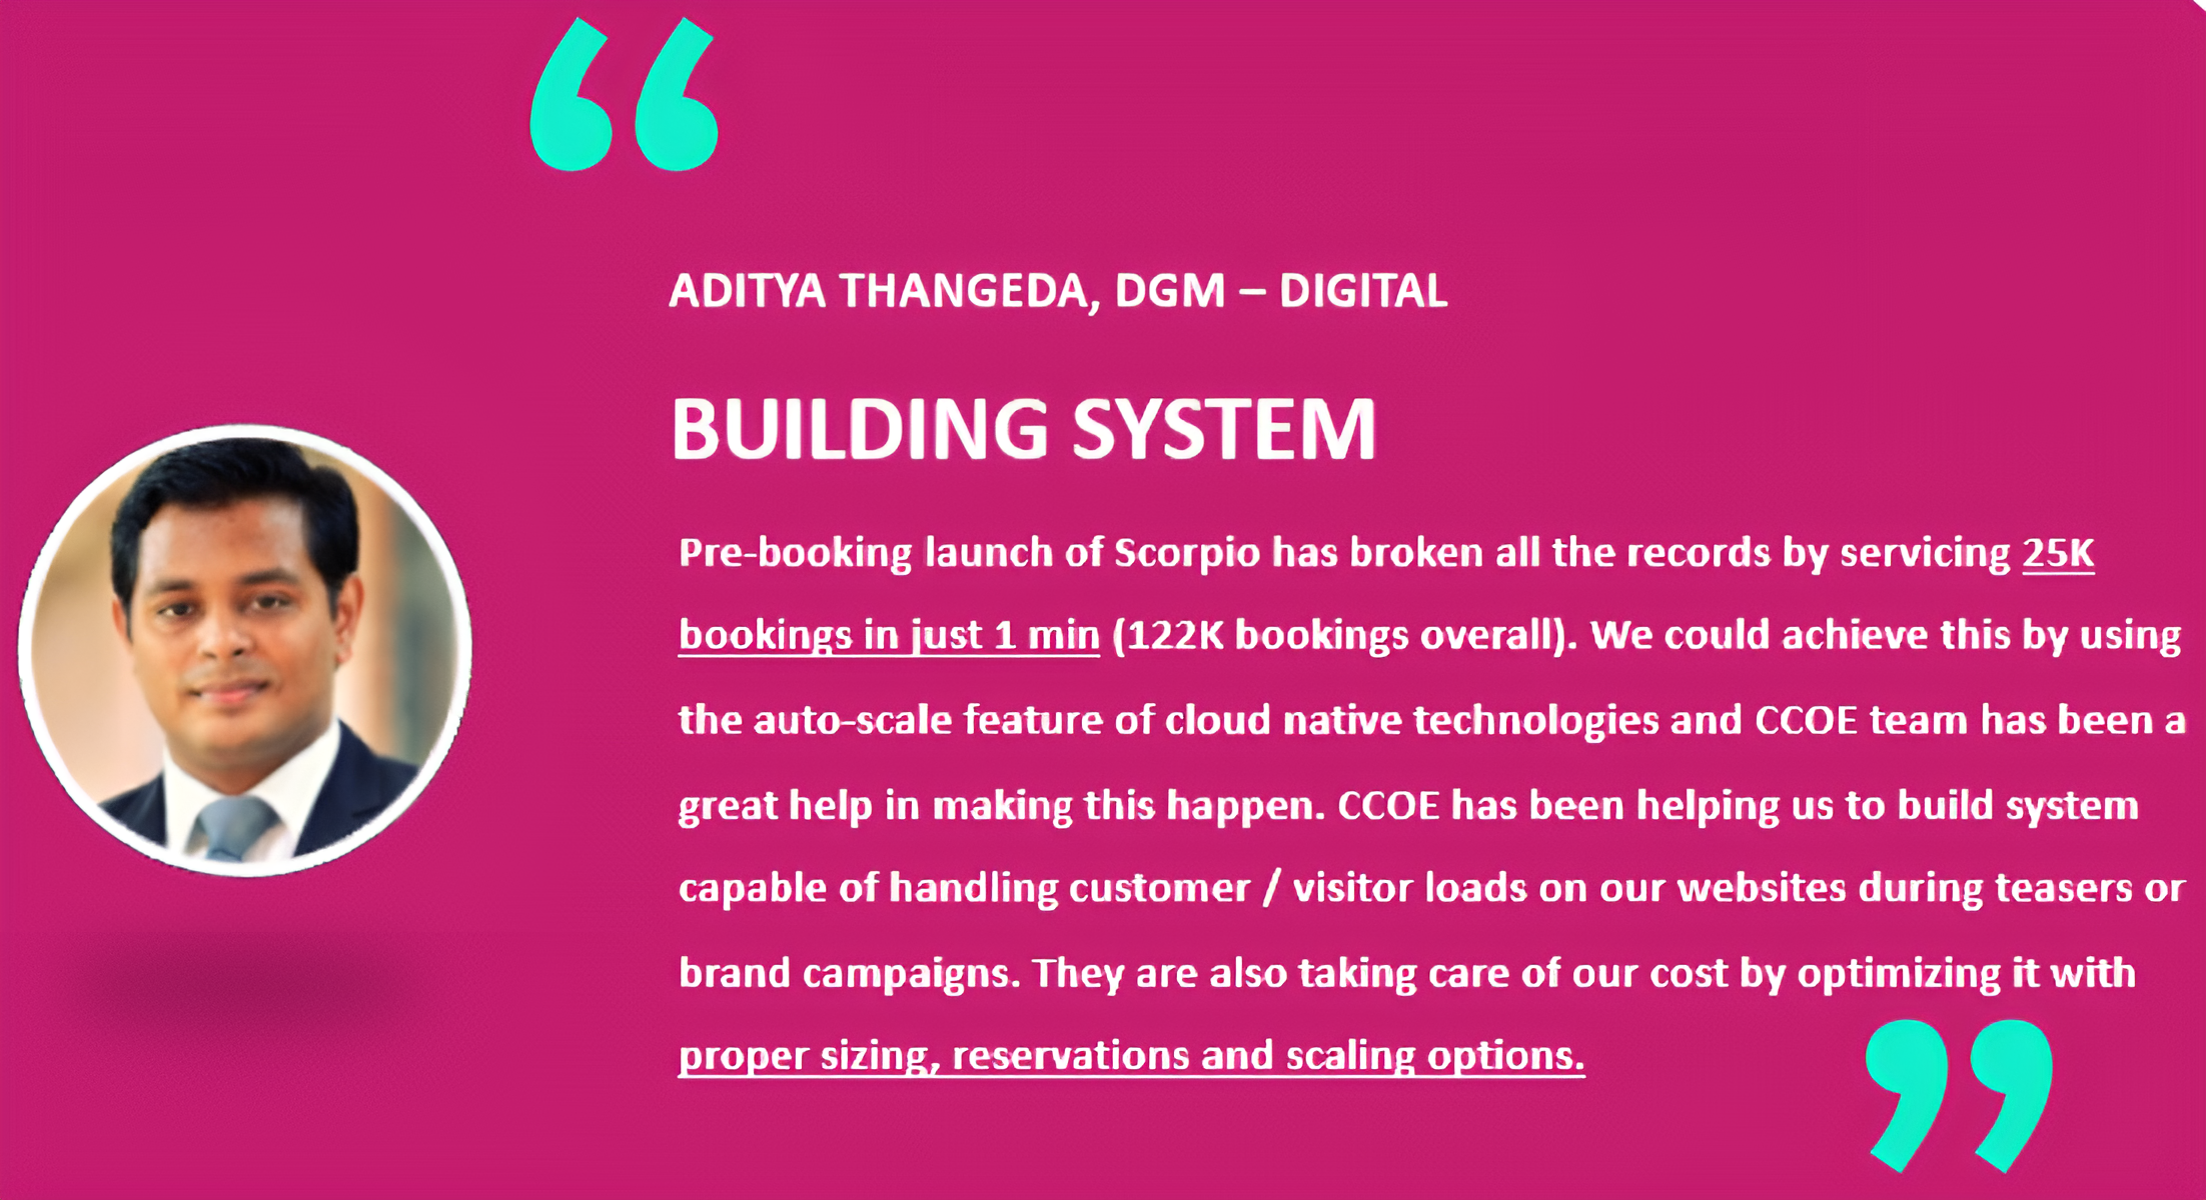 “
ADITYA THANGEDA, DGM – DIGITAL
BUILDING SYSTEM
Pre-booking launch of Scorpio has broken all the records by servicing 25K
bookings in just 1 min (122K bookings overall). We could achieve this by using
the auto-scale feature of cloud native technologies and CCOE team has been a
great help in making this happen. CCOE has been helping us to build system
capable of handling customer / visitor loads on our websites during teasers or
brand campaigns. They are also taking care of our cost by optimizing it with
proper sizing, reservations and scaling options.
”